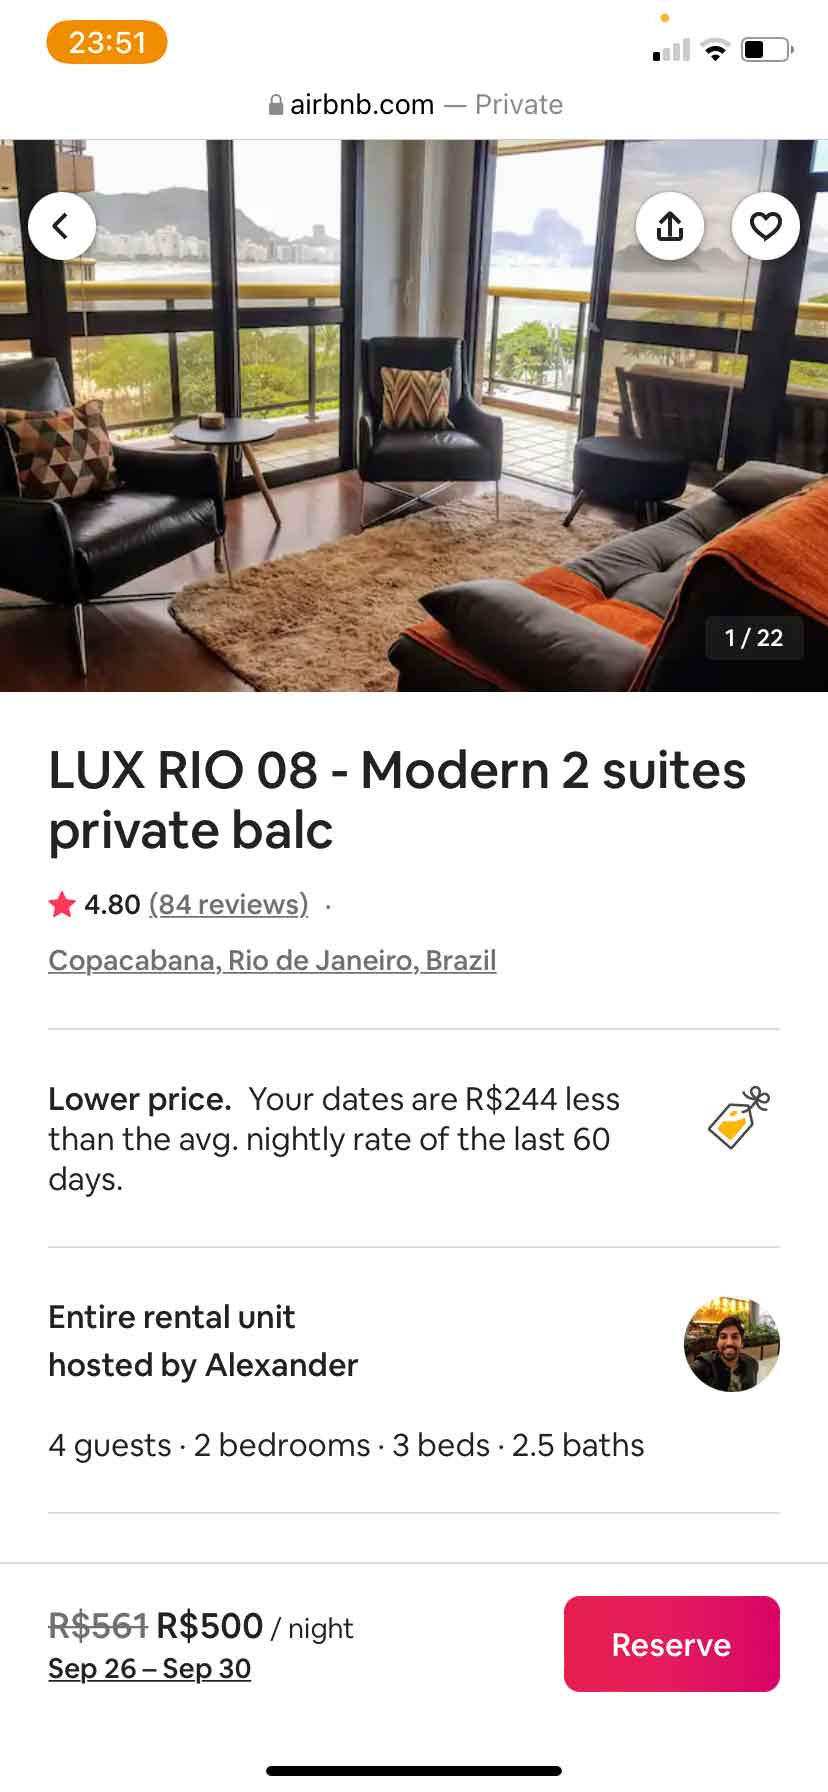 23:51
airbnb.com — Private
1 / 22
LUX RIO 08 - Modern 2 suites
private balc
4.80 (84 reviews) ·
Copacabana, Rio de Janeiro, Brazil
Lower price. Your dates are R$244 less
than the avg. nightly rate of the last 60
days.
Entire rental unit
hosted by Alexander
4 guests · 2 bedrooms · 3 beds · 2.5 baths
R$561 R$500 / night
Sep 26 – Sep 30
Reserve